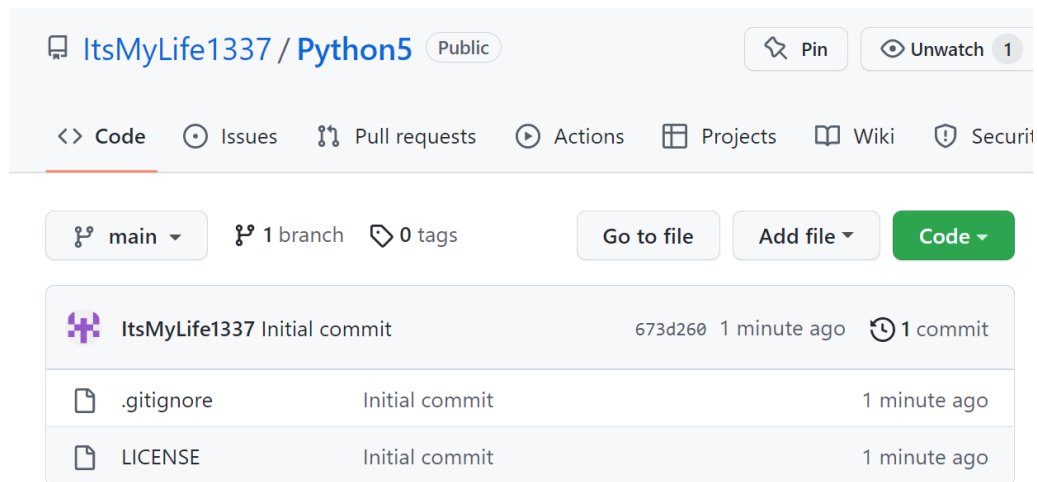 ItsMyLife1337 / Python5 Public Pin Unwatch 1
Code Issues Pull requests Actions Projects Wiki Securit
main 1 branch 0 tags Go to file Add file Code
ItsMyLife1337 Initial commit 673d260 1 minute ago 1 commit
.gitignore Initial commit 1 minute ago
LICENSE Initial commit 1 minute ago